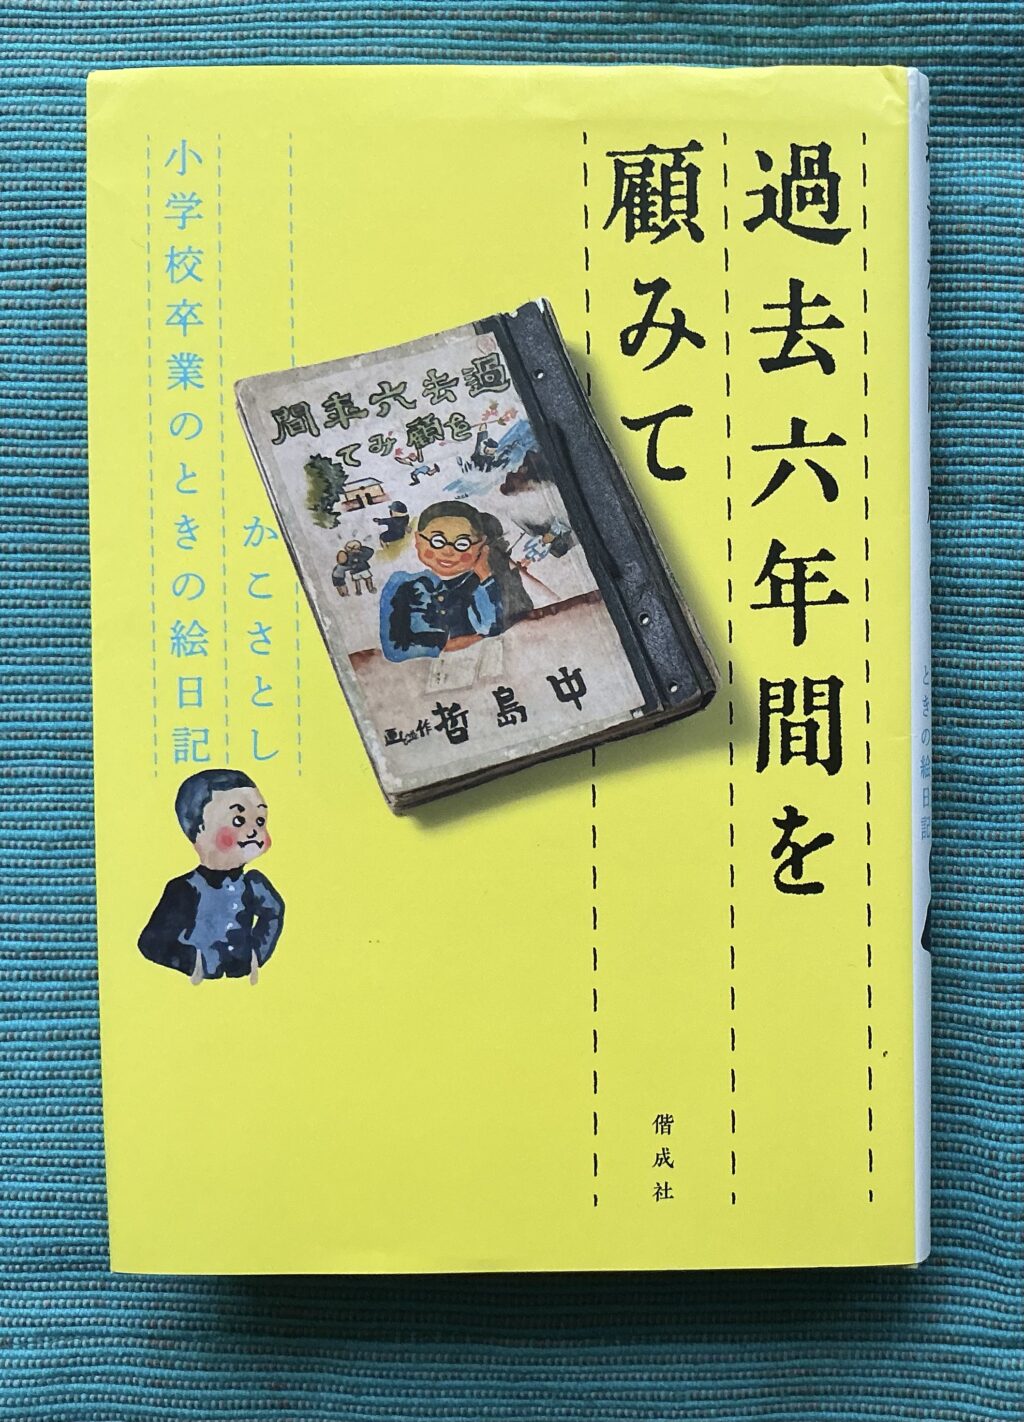 過去六年間を
顧みて
かこさとし
小学校卒業のときの絵日記
過去六年間
を顧みて
中島哲
偕成社
ときの絵日記